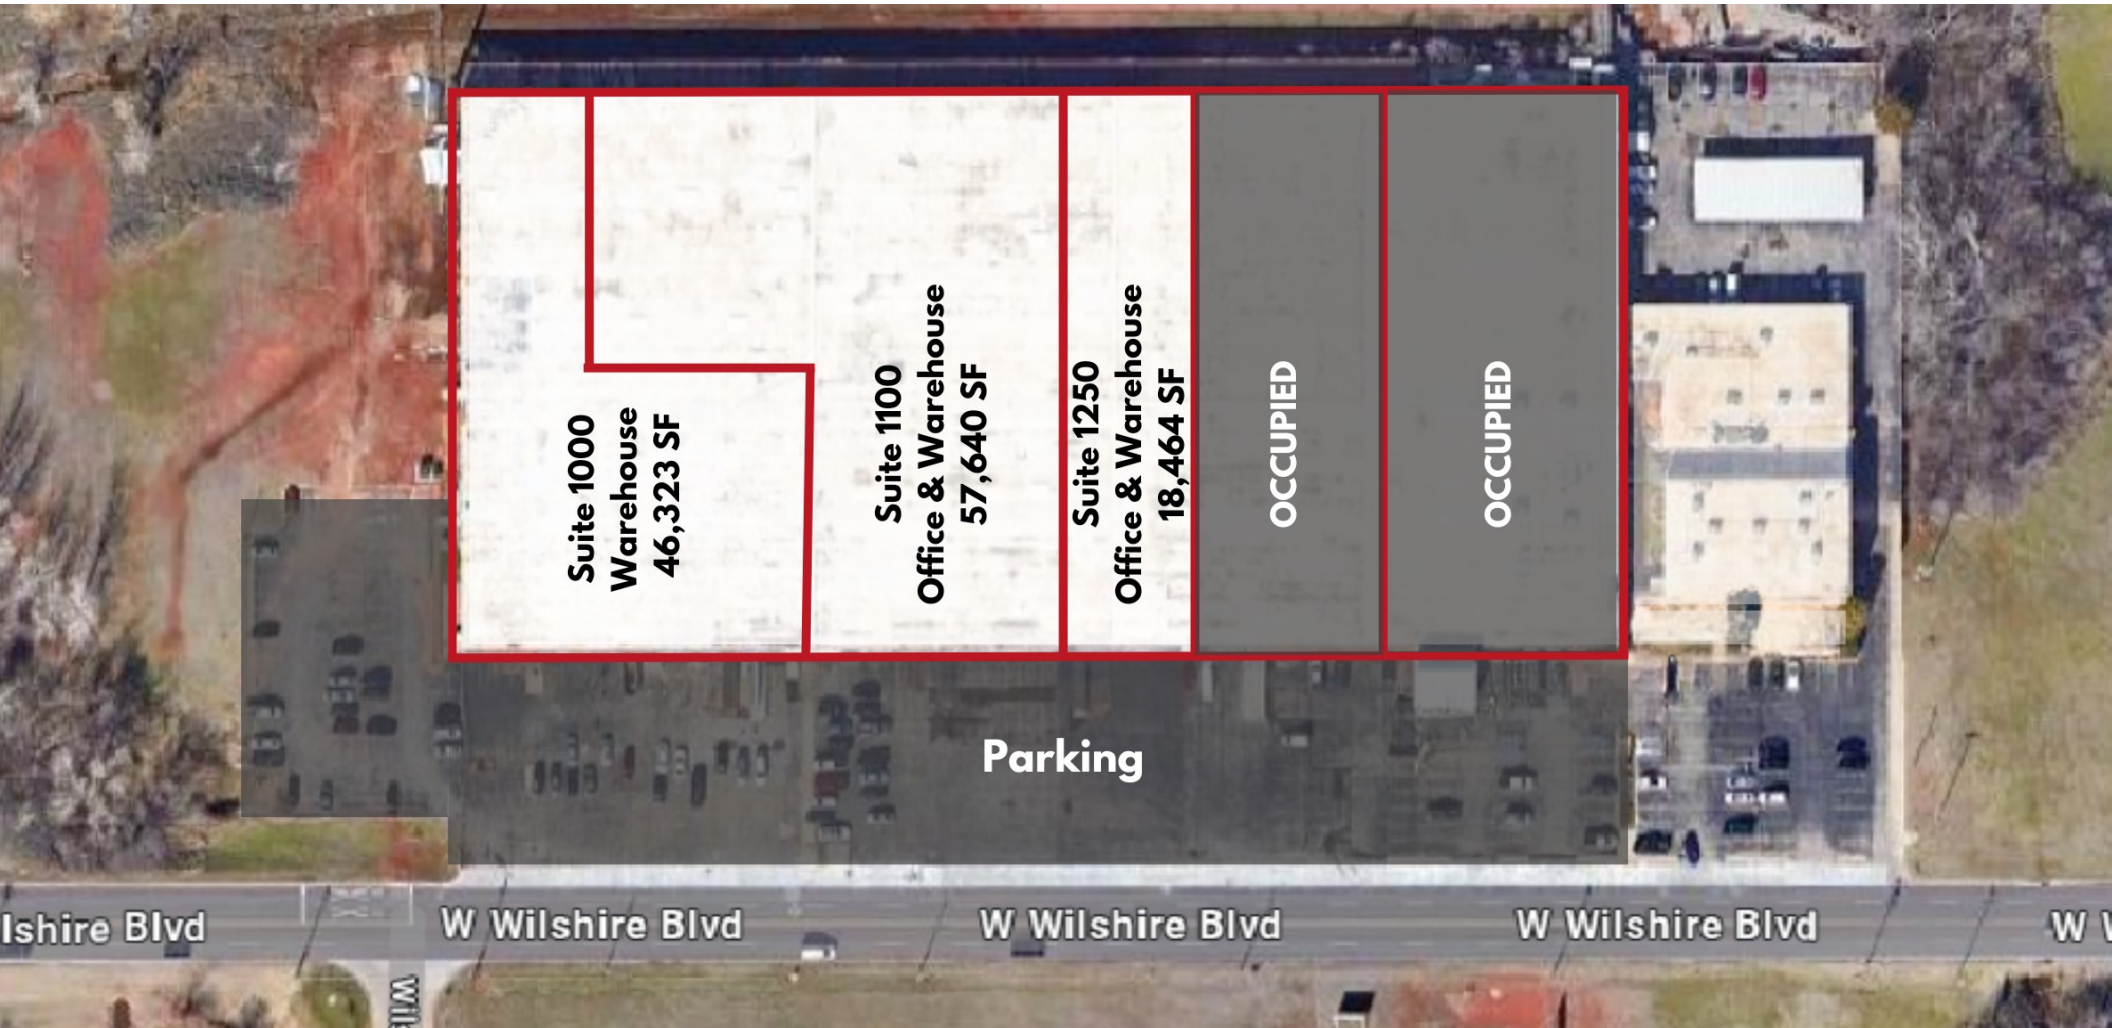 Suite 1000
Warehouse
46,323 SF
Suite 1100
Office & Warehouse
57,640 SF
Suite 1250
Office & Warehouse
18,464 SF
OCCUPIED
OCCUPIED
Parking
lshire Blvd
W Wilshire Blvd
W Wilshire Blvd
W Wilshire Blvd
W